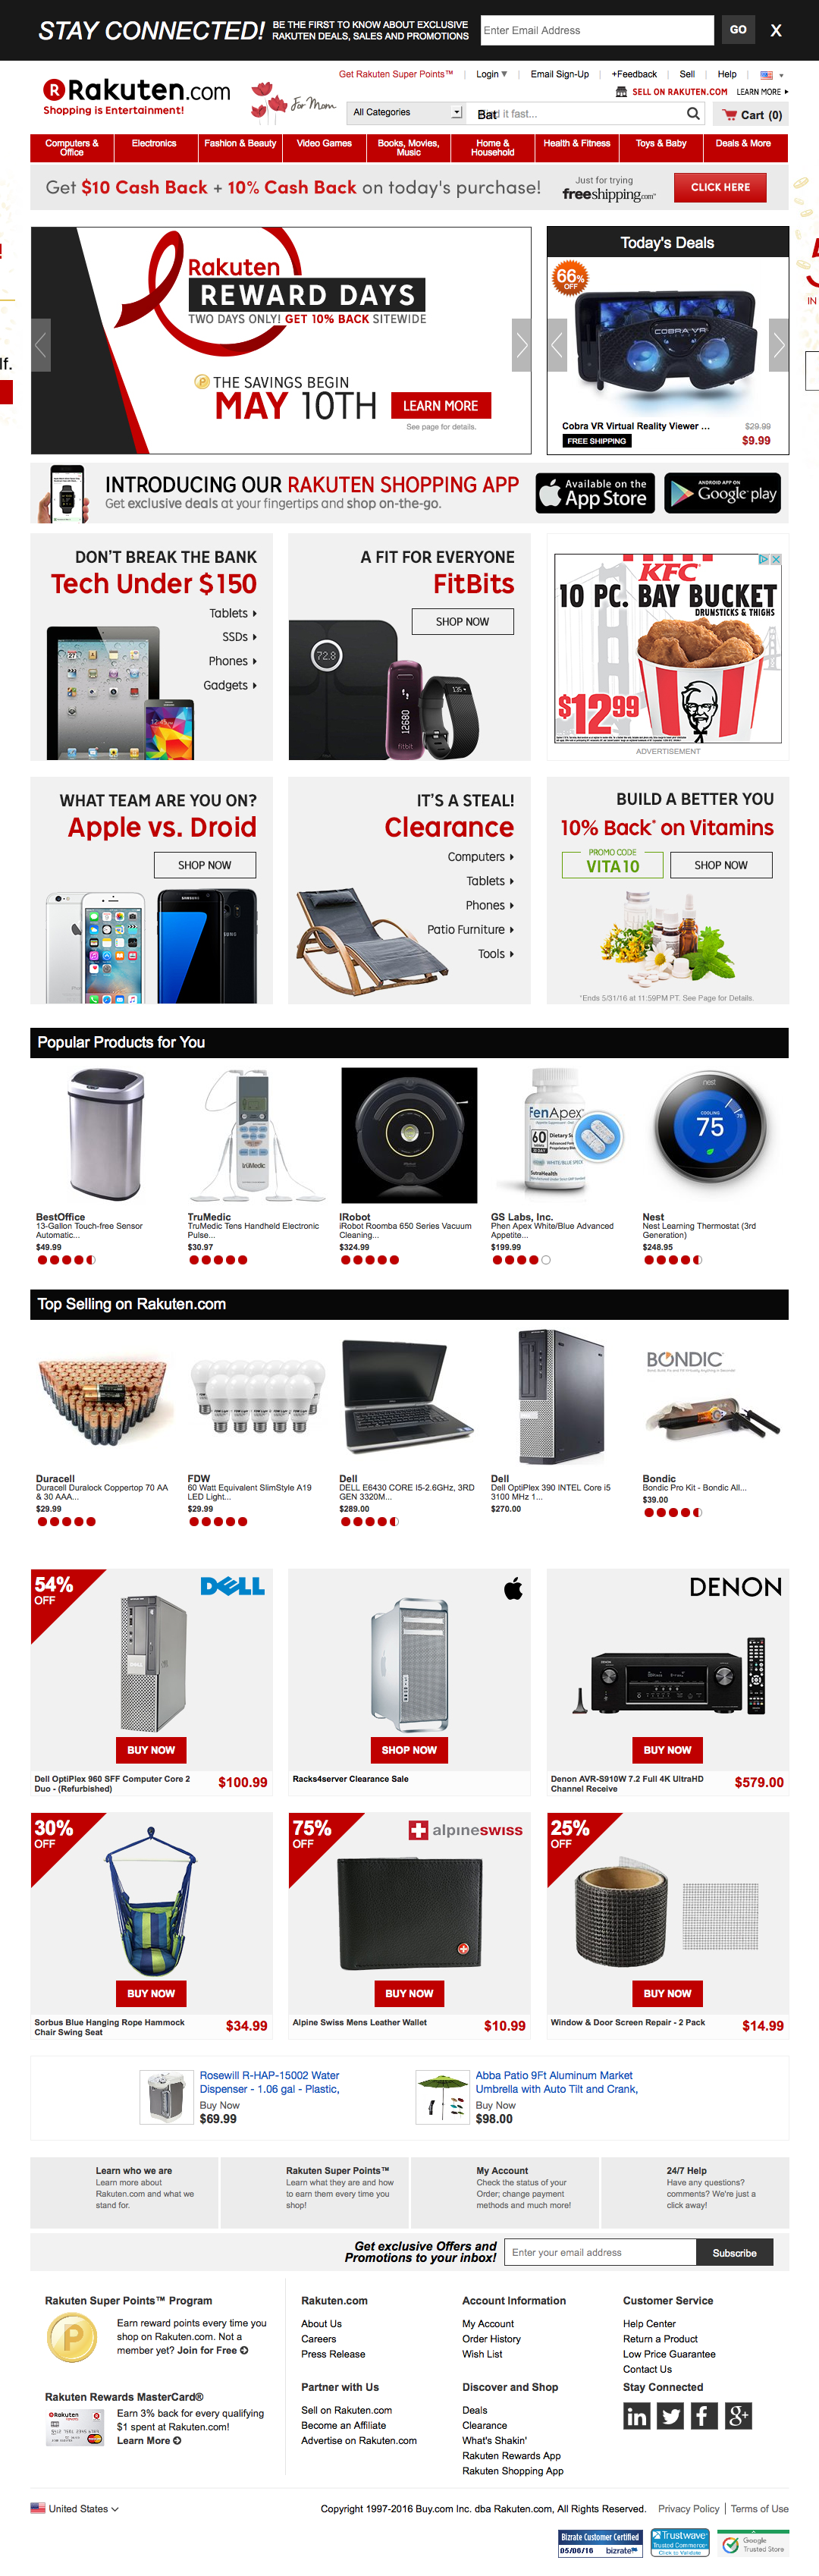 STAY CONNECTED! BE THE FIRST TO KNOW ABOUT EXCLUSIVE
RAKUTEN DEALS, SALES AND PROMOTIONS
Enter Email Address
GO
X
Get Rakuten Super Points™
Login
Email Sign-Up
+Feedback
Sell
Help
SELL ON RAKUTEN.COM
LEARN MORE
R Rakuten.com
Shopping is Entertainment!
For Mom
All Categories
Bat
it fast...
Cart (0)
Computers & Office
Electronics
Fashion & Beauty
Video Games
Books, Movies, Music
Home & Household
Health & Fitness
Toys & Baby
Deals & More
Get $10 Cash Back + 10% Cash Back on today's purchase!
Just for trying
freeshipping.com
CLICK HERE
Rakuten
REWARD DAYS
TWO DAYS ONLY! GET 10% BACK SITEWIDE
THE SAVINGS BEGIN
MAY 10TH
LEARN MORE
See page for details.
Today's Deals
66% OFF
COBRA VR
Cobra VR Virtual Reality Viewer ...
$29.99
FREE SHIPPING
$9.99
lf.
IN
INTRODUCING OUR RAKUTEN SHOPPING APP
Get exclusive deals at your fingertips and shop on-the-go.
Available on the
App Store
ANDROID APP ON
Google play
DON'T BREAK THE BANK
Tech Under $150
Tablets
SSDs
Phones
Gadgets
A FIT FOR EVERYONE
FitBits
SHOP NOW
72.8
12680
135
fitbit
KFC
10 PC. BAY BUCKET
DRUMSTICKS & THIGHS
$12.99
ADVERTISEMENT
WHAT TEAM ARE YOU ON?
Apple vs. Droid
SHOP NOW
SAMSUNG
IT'S A STEAL!
Clearance
Computers
Tablets
Phones
Patio Furniture
Tools
BUILD A BETTER YOU
10% Back* on Vitamins
PROMO CODE
VITA10
SHOP NOW
*Ends 5/31/16 at 11:59PM PT. See Page for Details.
Popular Products for You
truMedic
FenApex
60
nest
COOLING
75
BestOffice
13-Gallon Touch-free Sensor
Automatic...
$49.99
TruMedic
TruMedic Tens Handheld Electronic
Pulse...
$30.97
IRobot
iRobot Roomba 650 Series Vacuum
Cleaning...
$324.99
GS Labs, Inc.
Phen Apex White/Blue Advanced
Appetite...
$199.99
Nest
Nest Learning Thermostat (3rd
Generation)
$248.95
Top Selling on Rakuten.com
BONDIC
Duracell
Duracell Duralock Coppertop 70 AA
& 30 AAA...
$29.99
FDW
60 Watt Equivalent SlimStyle A19
LED Light...
$29.99
Dell
DELL E6430 CORE I5-2.6GHz, 3RD
GEN 3320M...
$289.00
Dell
Dell OptiPlex 390 INTEL Core i5
3100 MHz 1...
$270.00
Bondic
Bondic Pro Kit - Bondic All...
$39.00
54% OFF
DELL
BUY NOW
Dell OptiPlex 960 SFF Computer Core 2
Duo - (Refurbished)
$100.99
SHOP NOW
Racks4server Clearance Sale
DENON
BUY NOW
Denon AVR-S910W 7.2 Full 4K UltraHD
Channel Receive
$579.00
30% OFF
BUY NOW
Sorbus Blue Hanging Rope Hammock
Chair Swing Seat
$34.99
75% OFF
alpineswiss
BUY NOW
Alpine Swiss Mens Leather Wallet
$10.99
25% OFF
BUY NOW
Window & Door Screen Repair - 2 Pack
$14.99
Rosewill R-HAP-15002 Water
Dispenser - 1.06 gal - Plastic,
Buy Now
$69.99
Abba Patio 9Ft Aluminum Market
Umbrella with Auto Tilt and Crank,
Buy Now
$98.00
Learn who we are
Learn more about
Rakuten.com and what we
stand for.
Rakuten Super Points™
Learn what they are and how
to earn them every time you
shop!
My Account
Check the status of your
Order; change payment
methods and much more!
24/7 Help
Have any questions?
comments? We're just a
click away!
Get exclusive Offers and
Promotions to your inbox!
Enter your email address
Subscribe
Rakuten Super Points™ Program
Earn reward points every time you
shop on Rakuten.com. Not a
member yet? Join for Free
Rakuten Rewards MasterCard®
Earn 3% back for every qualifying
$1 spent at Rakuten.com!
Learn More
Rakuten.com
About Us
Careers
Press Release
Partner with Us
Sell on Rakuten.com
Become an Affiliate
Advertise on Rakuten.com
Account Information
My Account
Order History
Wish List
Discover and Shop
Deals
Clearance
What's Shakin'
Rakuten Rewards App
Rakuten Shopping App
Customer Service
Help Center
Return a Product
Low Price Guarantee
Contact Us
Stay Connected
United States
Copyright 1997-2016 Buy.com Inc. dba Rakuten.com, All Rights Reserved.
Privacy Policy | Terms of Use
Bizrate Customer Certified
05/06/16 bizrate
Trustwave
Trusted Commerce
Click to Validate
Google
Trusted Store